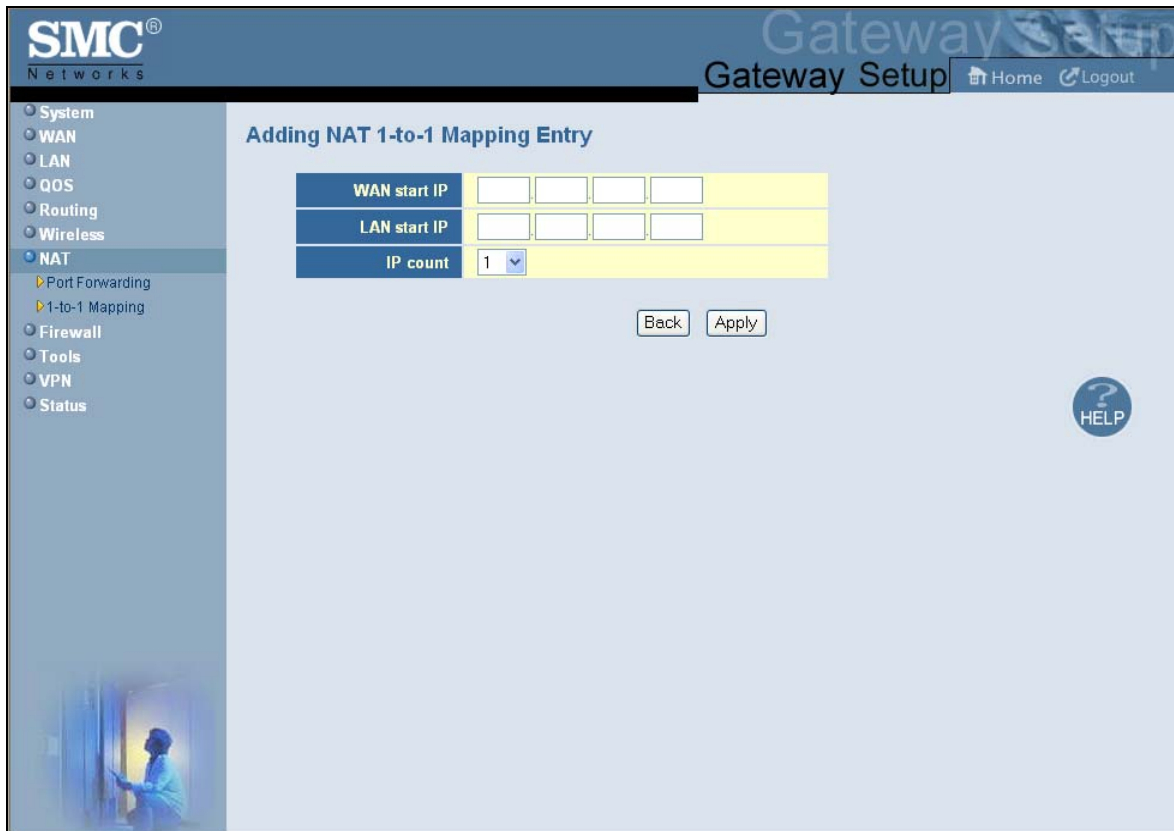 SMC®
Networks
Gateway Setup
Gateway Setup
Home
Logout
System
WAN
LAN
QOS
Routing
Wireless
NAT
Port Forwarding
1-to-1 Mapping
Firewall
Tools
VPN
Status
Adding NAT 1-to-1 Mapping Entry
WAN start IP . . .
LAN start IP . . .
IP count 1
Back Apply
?
HELP